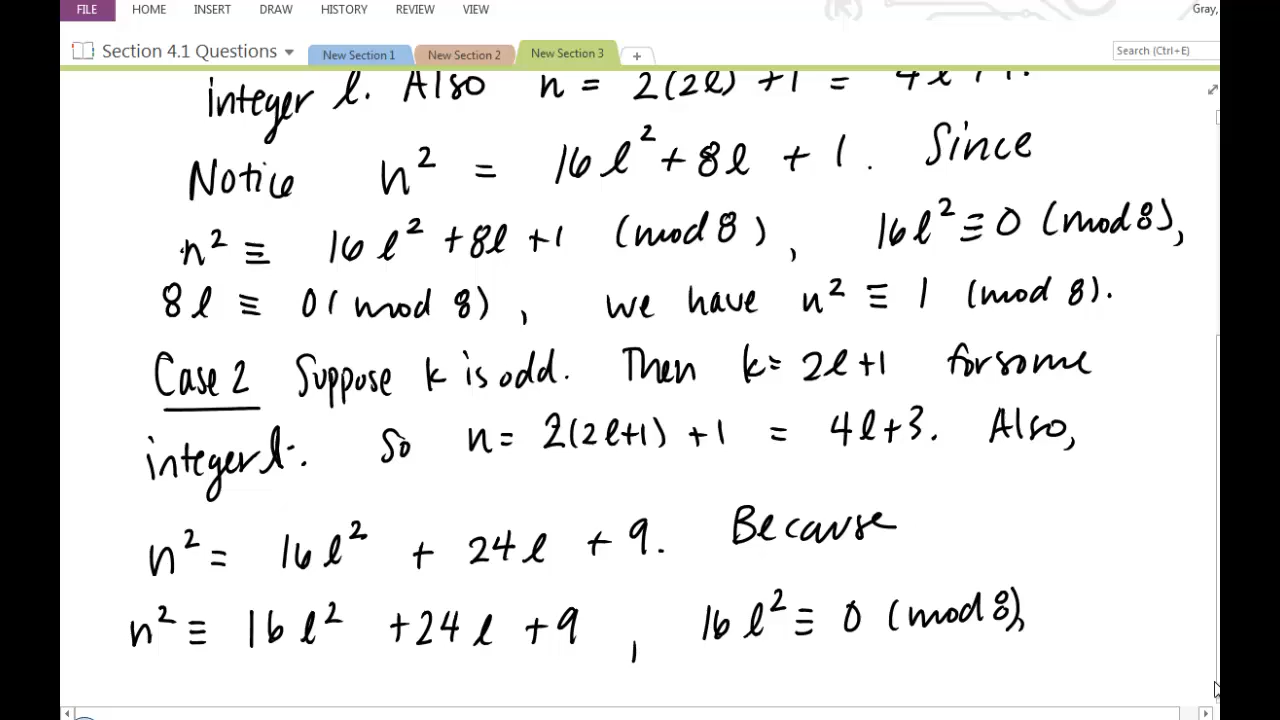 FILE HOME INSERT DRAW HISTORY REVIEW VIEW Gray,
Section 4.1 Questions New Section 1 New Section 2 New Section 3 + Search (Ctrl+E)
integer l. Also n = 2(2l) + 1 = 4l + 1.
Notice n² = 16l² + 8l + 1. Since
n² ≡ 16l² + 8l + 1 (mod 8), 16l² ≡ 0 (mod 8),
8l ≡ 0 (mod 8), we have n² ≡ 1 (mod 8).
Case 2 Suppose k is odd. Then k = 2l + 1 for some
integer l. So n = 2(2l+1) + 1 = 4l + 3. Also,
n² = 16l² + 24l + 9. Because
n² ≡ 16l² + 24l + 9, 16l² ≡ 0 (mod 8),